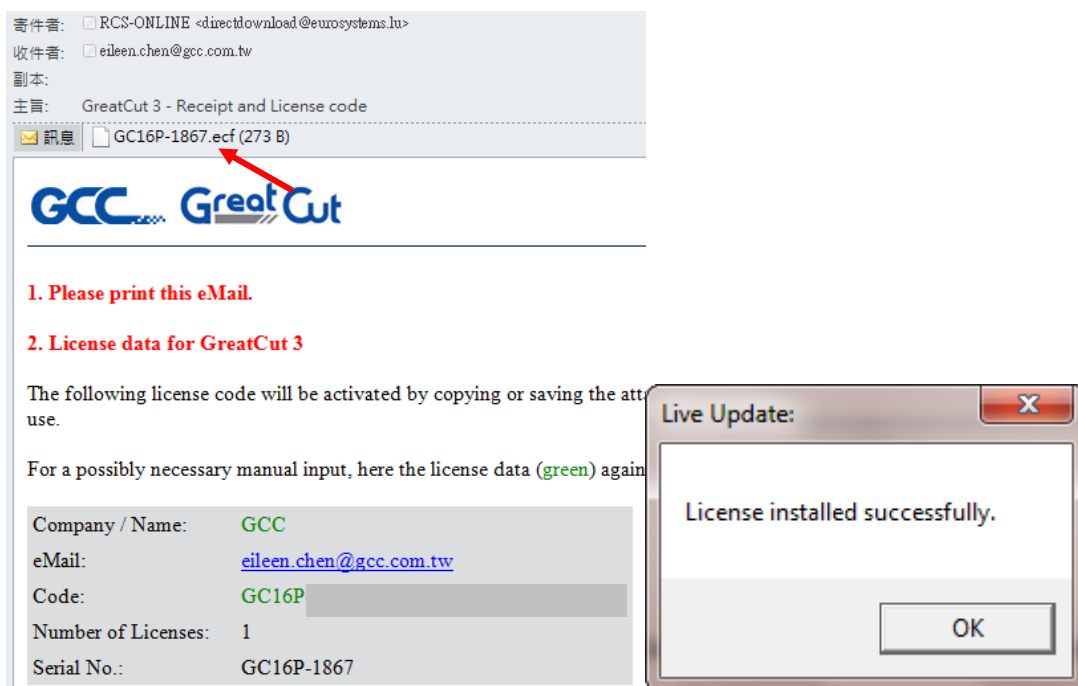 寄件者: RCS-ONLINE <directdownload@eurosystems.lu>
收件者: eileen.chen@gcc.com.tw
副本:
主旨: GreatCut 3 - Receipt and License code
訊息 GC16P-1867.ecf (273 B)
GCC GreatCut
1. Please print this eMail.
2. License data for GreatCut 3
The following license code will be activated by copying or saving the
use.
For a possibly necessary manual input, here the license data (green) again
Company / Name: GCC
eMail: eileen.chen@gcc.com.tw
Code: GC16P
Number of Licenses: 1
Serial No.: GC16P-1867
Live Update:
License installed successfully.
OK